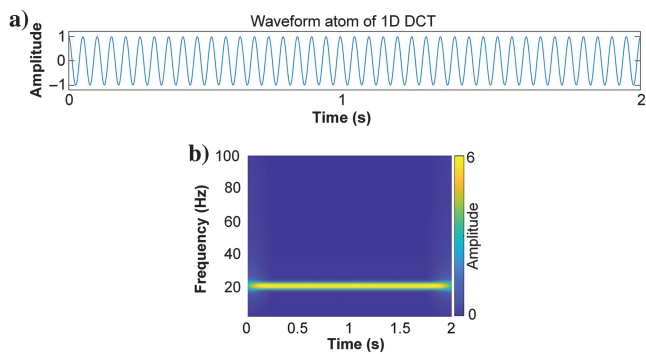 a)
Waveform atom of 1D DCT
Amplitude
1
0
−1
0 1 2
Time (s)
b)
Frequency (Hz)
100
80
60
40
20
0 0.5 1 1.5 2
Time (s)
6
Amplitude
0